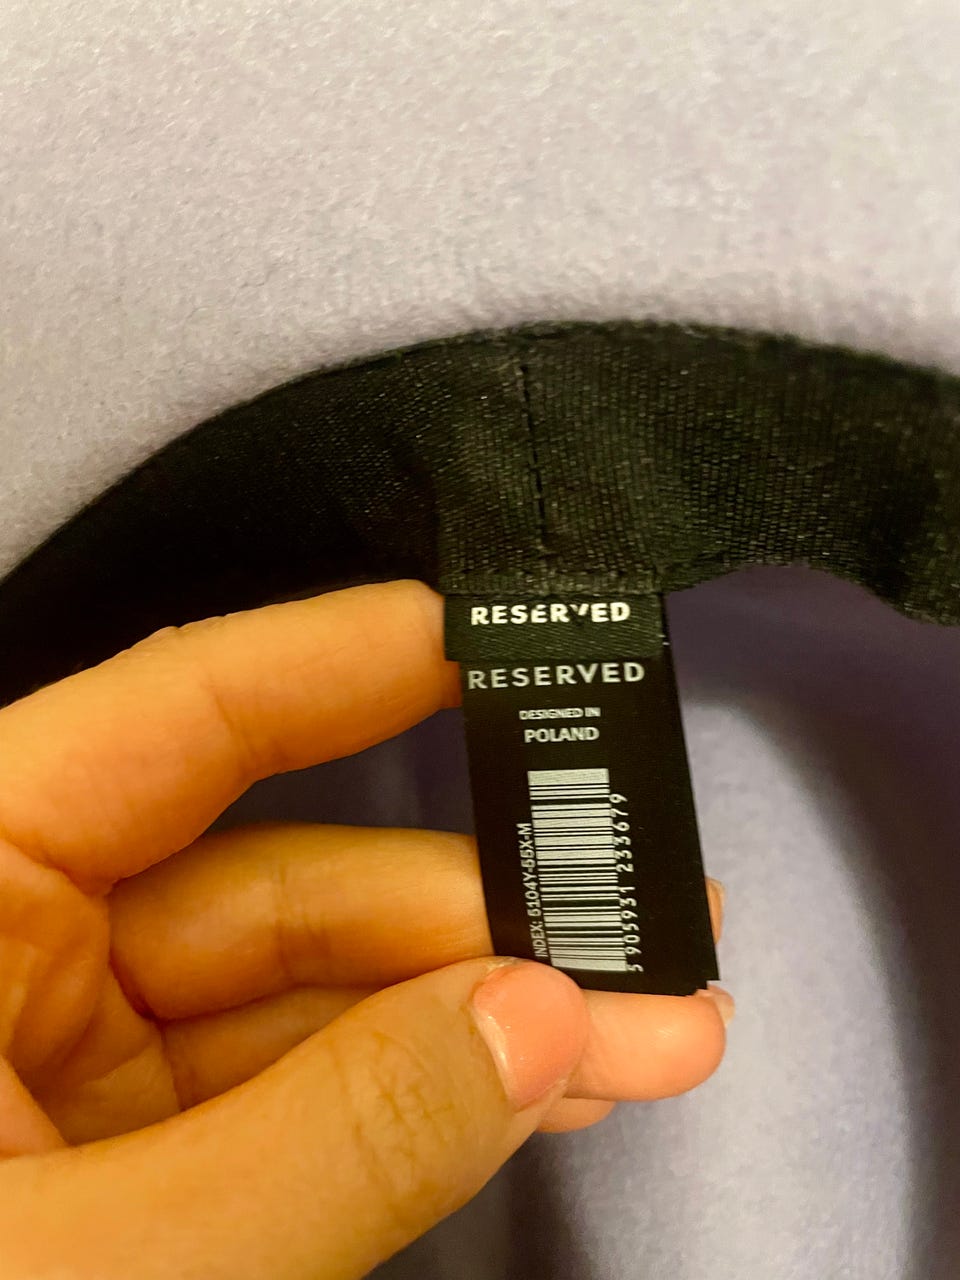 RESERVED
RESERVED
DESIGNED IN
POLAND
INDEX: 5104Y-55X-M
5 905931 233679